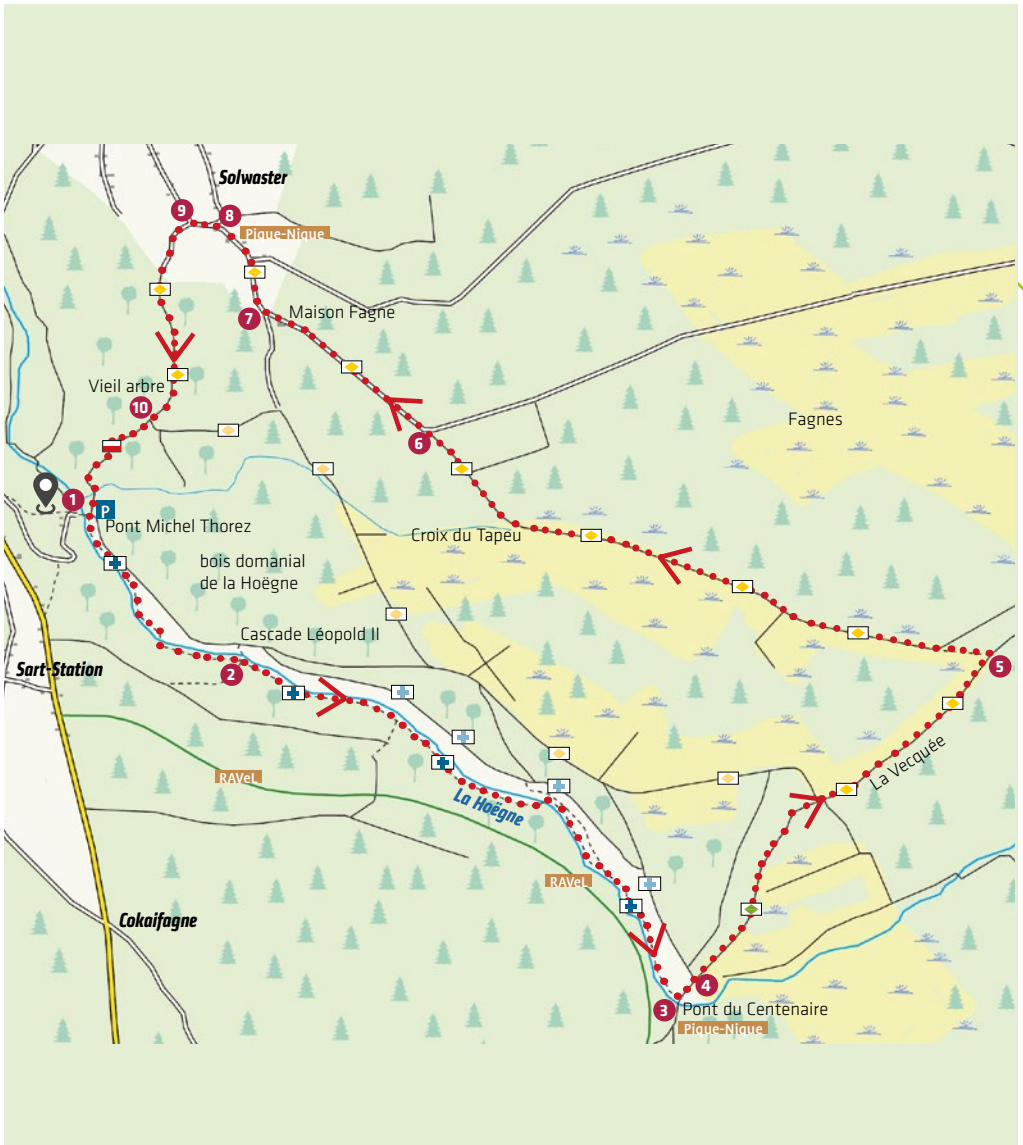 Solwaster
9
8
Pique-Nique
7
Maison Fagne
Vieil arbre
10
6
Fagnes
1
P
Pont Michel Thorez
Croix du Tapeu
bois domanial
de la Hoëgne
Cascade Léopold II
2
Sart-Station
5
La Vecquée
RAVeL
La Hoëgne
RAVeL
Cokaifagne
4
3
Pont du Centenaire
Pique-Nique